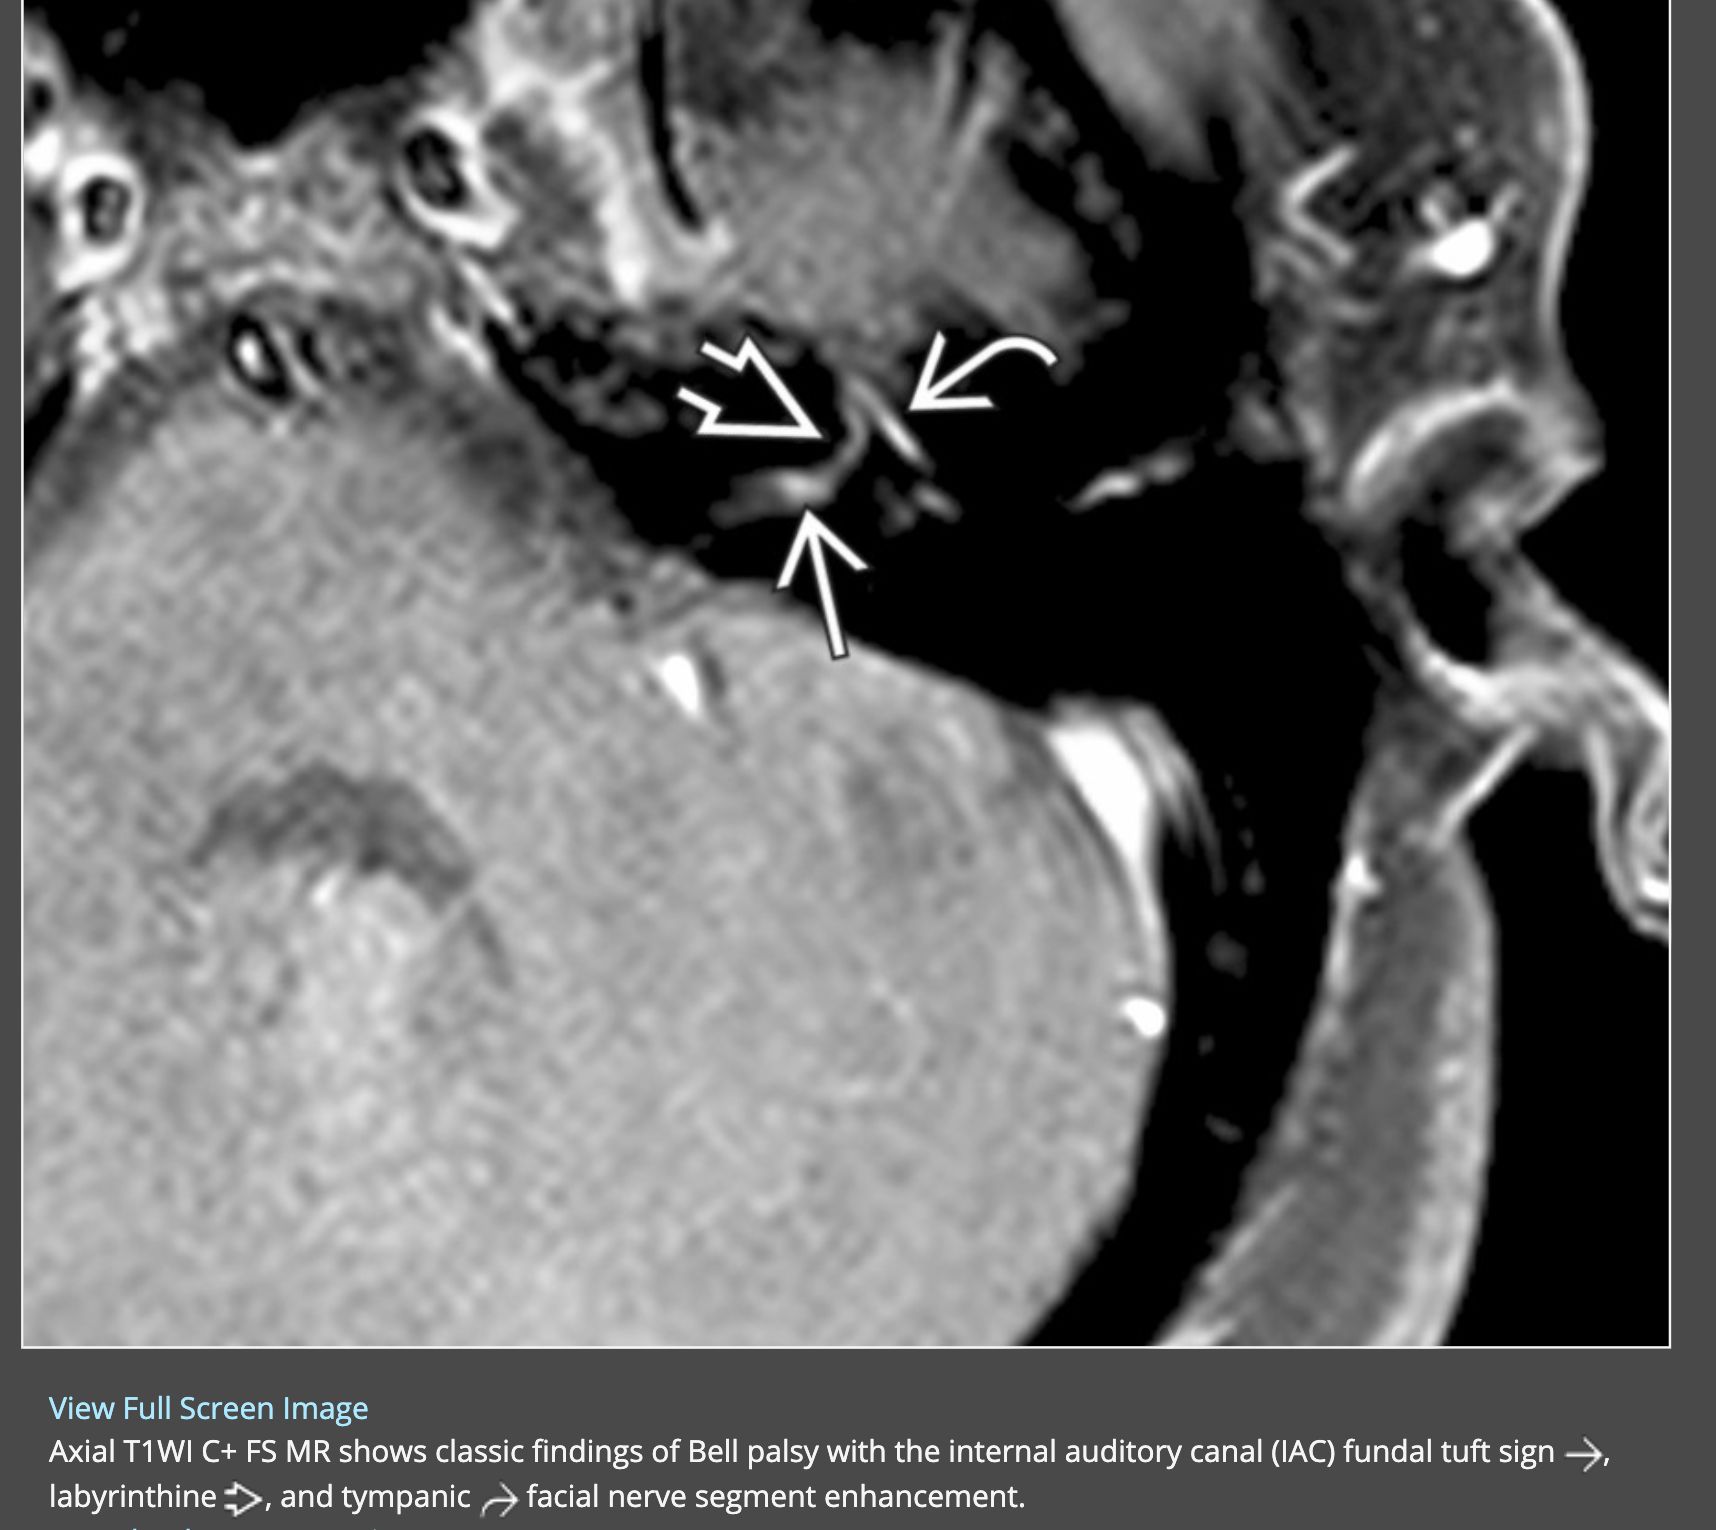 View Full Screen Image
Axial T1WI C+ FS MR shows classic findings of Bell palsy with the internal auditory canal (IAC) fundal tuft sign →,
labyrinthine ⇨, and tympanic ↷ facial nerve segment enhancement.